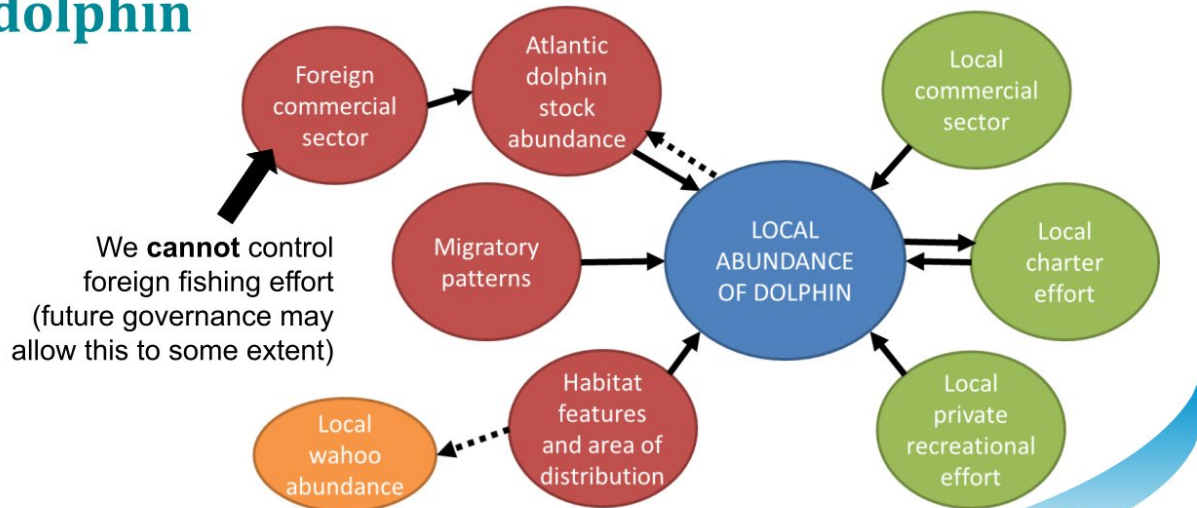 dolphin
Foreign
commercial
sector
Atlantic
dolphin
stock
abundance
Local
commercial
sector
We cannot control
foreign fishing effort
(future governance may
allow this to some extent)
Migratory
patterns
LOCAL
ABUNDANCE
OF DOLPHIN
Local
charter
effort
Local
wahoo
abundance
Habitat
features
and area of
distribution
Local
private
recreational
effort